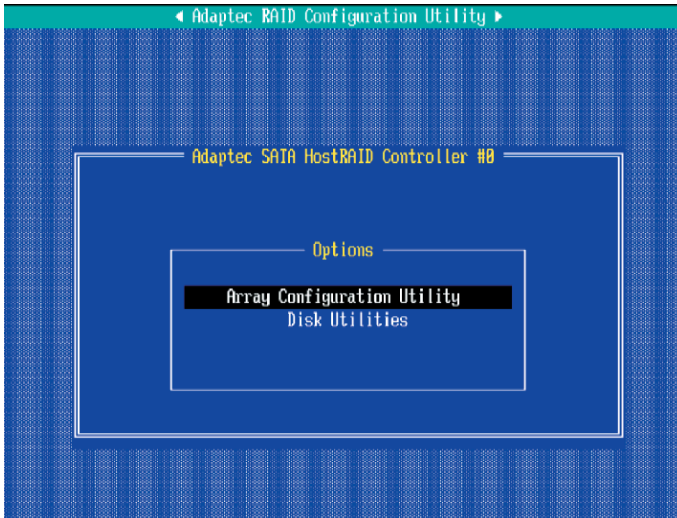 Adaptec RAID Configuration Utility
Adaptec SATA HostRAID Controller #0
Options
Array Configuration Utility
Disk Utilities